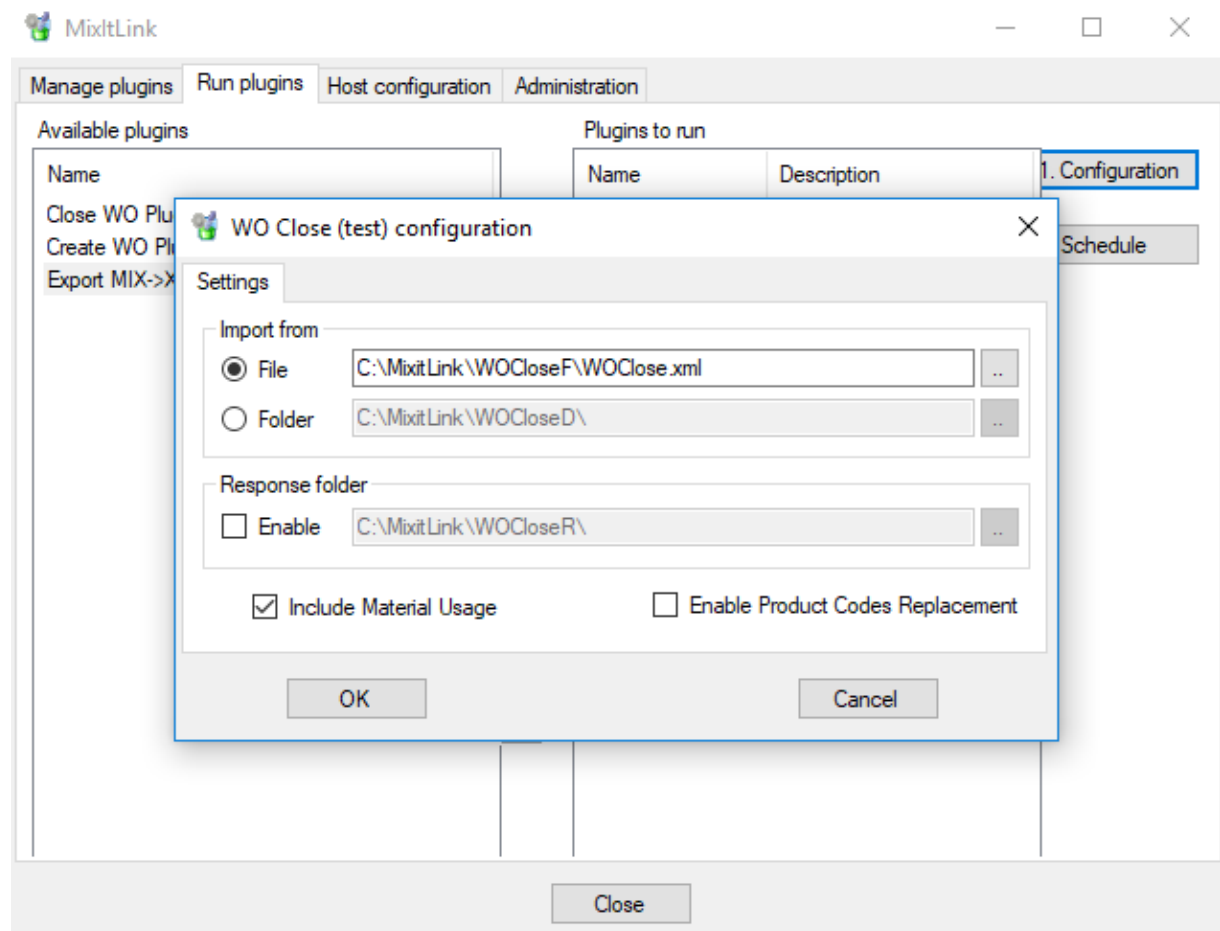 MixItLink
Manage plugins Run plugins Host configuration Administration
Available plugins Plugins to run
Name Name Description 1. Configuration
Close WO Plu
Create WO Schedule
Export MIX->X
WO Close (test) configuration
Settings
Import from
File C:\MixitLink\WOCloseF\WOClose.xml ..
Folder C:\MixitLink\WOCloseD\ ..
Response folder
Enable C:\MixitLink\WOCloseR\ ..
Include Material Usage Enable Product Codes Replacement
OK Cancel
Close